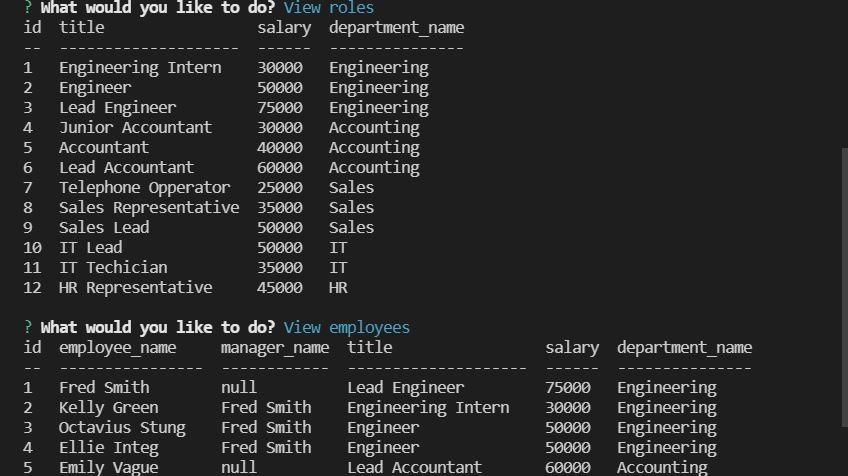 ? What would you like to do? View roles
id  title                 salary  department_name
--  --------------------  ------  ---------------
1   Engineering Intern    30000   Engineering
2   Engineer              50000   Engineering
3   Lead Engineer         75000   Engineering
4   Junior Accountant     30000   Accounting
5   Accountant            40000   Accounting
6   Lead Accountant       60000   Accounting
7   Telephone Opperator   25000   Sales
8   Sales Representative  35000   Sales
9   Sales Lead            50000   Sales
10  IT Lead               50000   IT
11  IT Techician          35000   IT
12  HR Representative     45000   HR
? What would you like to do? View employees
id  employee_name     manager_name  title                 salary  department_name
--  ----------------  ------------  --------------------  ------  ---------------
1   Fred Smith        null          Lead Engineer         75000   Engineering
2   Kelly Green       Fred Smith    Engineering Intern    30000   Engineering
3   Octavius Stung    Fred Smith    Engineer              50000   Engineering
4   Ellie Integ       Fred Smith    Engineer              50000   Engineering
5   Emily Vague       null          Lead Accountant       60000   Accounting